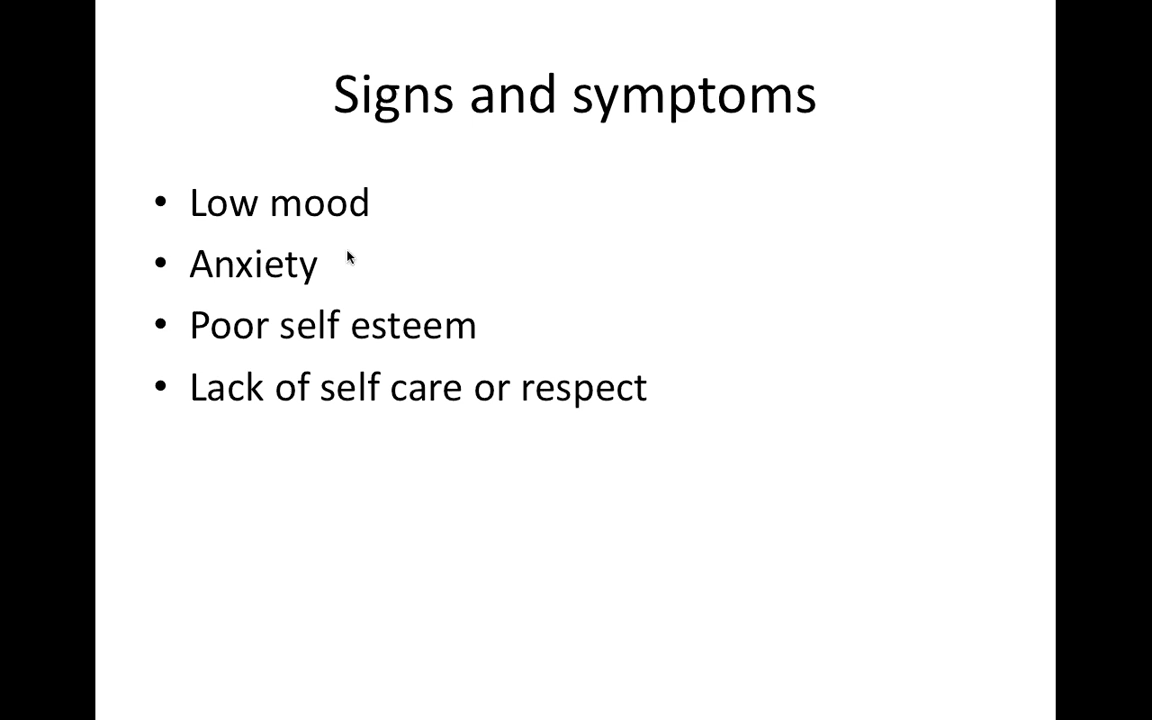 Signs and symptoms
• Low mood
• Anxiety
• Poor self esteem
• Lack of self care or respect